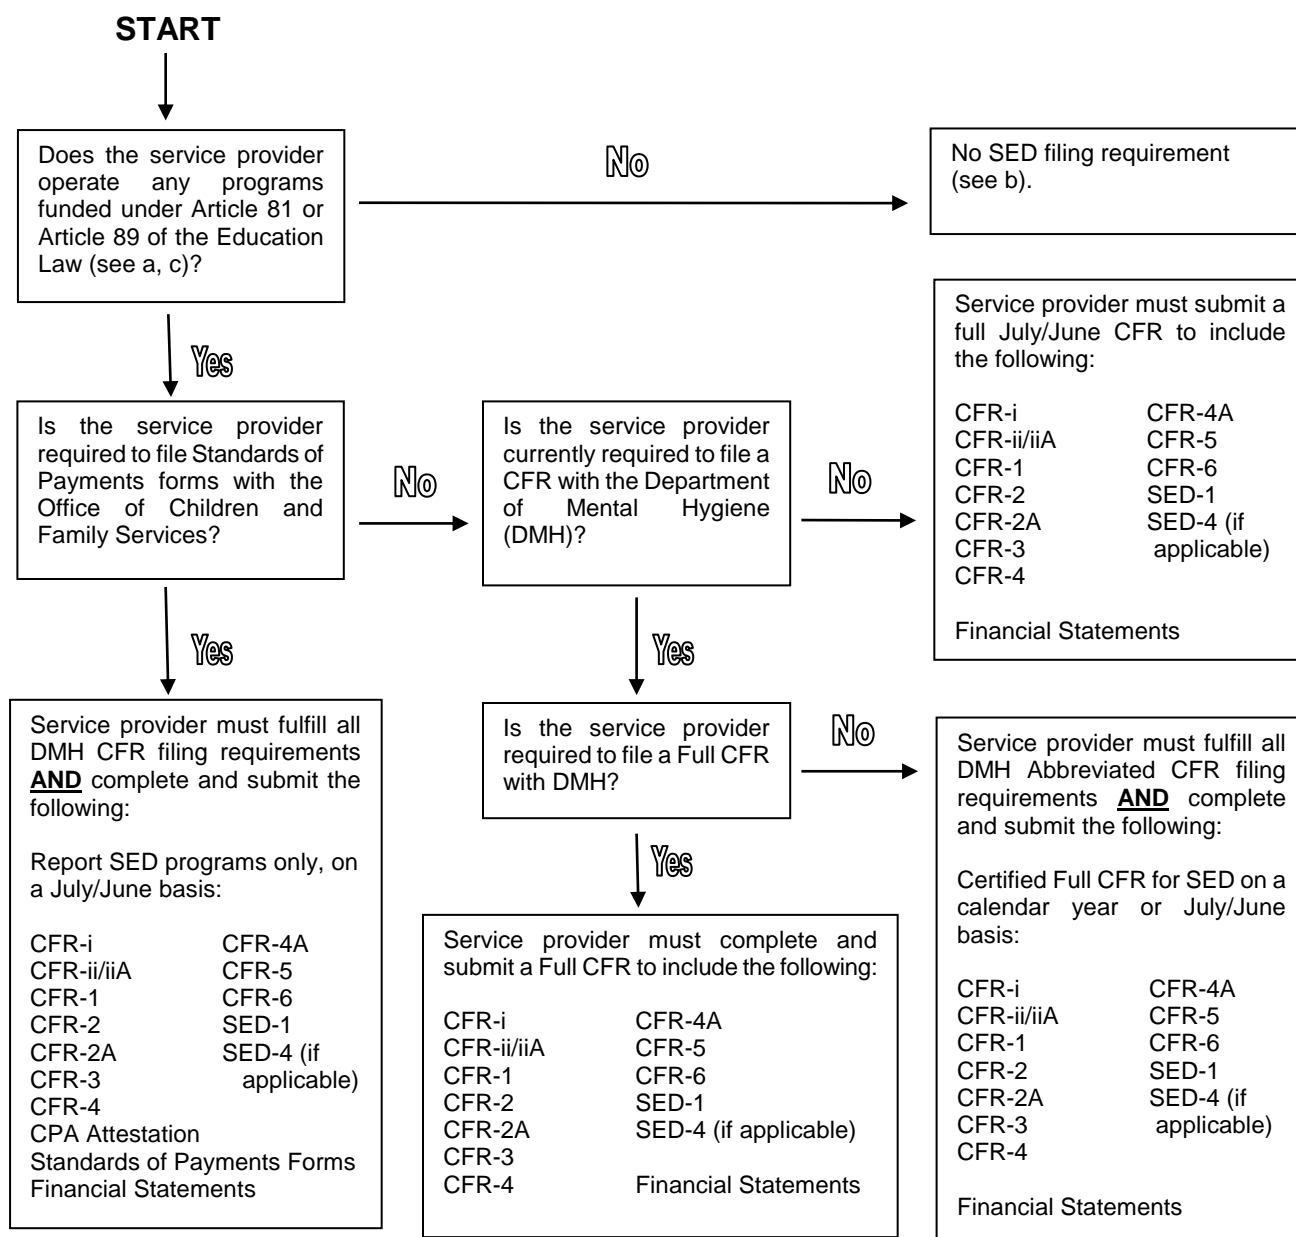 START
Does the service provider
operate any programs
funded under Article 81 or
Article 89 of the Education
Law (see a, c)?
No
No SED filing requirement
(see b).
Yes
Is the service provider
required to file Standards of
Payments forms with the
Office of Children and
Family Services?
No
Is the service provider
currently required to file a
CFR with the Department
of Mental Hygiene
(DMH)?
No
Service provider must submit a
full July/June CFR to include
the following:
CFR-i CFR-4A
CFR-ii/iiA CFR-5
CFR-1 CFR-6
CFR-2 SED-1
CFR-2A SED-4 (if
CFR-3 applicable)
CFR-4
Financial Statements
Yes
Service provider must fulfill all
DMH CFR filing requirements
AND complete and submit the
following:
Report SED programs only, on
a July/June basis:
CFR-i CFR-4A
CFR-ii/iiA CFR-5
CFR-1 CFR-6
CFR-2 SED-1
CFR-2A SED-4 (if
CFR-3 applicable)
CFR-4
CPA Attestation
Standards of Payments Forms
Financial Statements
Yes
Is the service provider
required to file a Full CFR
with DMH?
No
Service provider must fulfill all
DMH Abbreviated CFR filing
requirements AND complete
and submit the following:
Certified Full CFR for SED on a
calendar year or July/June
basis:
CFR-i CFR-4A
CFR-ii/iiA CFR-5
CFR-1 CFR-6
CFR-2 SED-1
CFR-2A SED-4 (if
CFR-3 applicable)
CFR-4
Financial Statements
Yes
Service provider must complete and
submit a Full CFR to include the following:
CFR-i CFR-4A
CFR-ii/iiA CFR-5
CFR-1 CFR-6
CFR-2 SED-1
CFR-2A SED-4 (if applicable)
CFR-3
CFR-4 Financial Statements